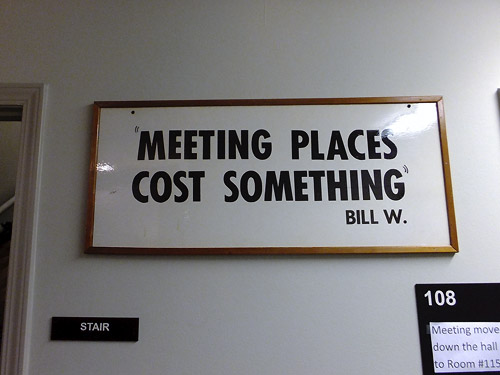 "MEETING PLACES
COST SOMETHING"
BILL W.
STAIR
108
Meeting move
down the hall
to Room #115